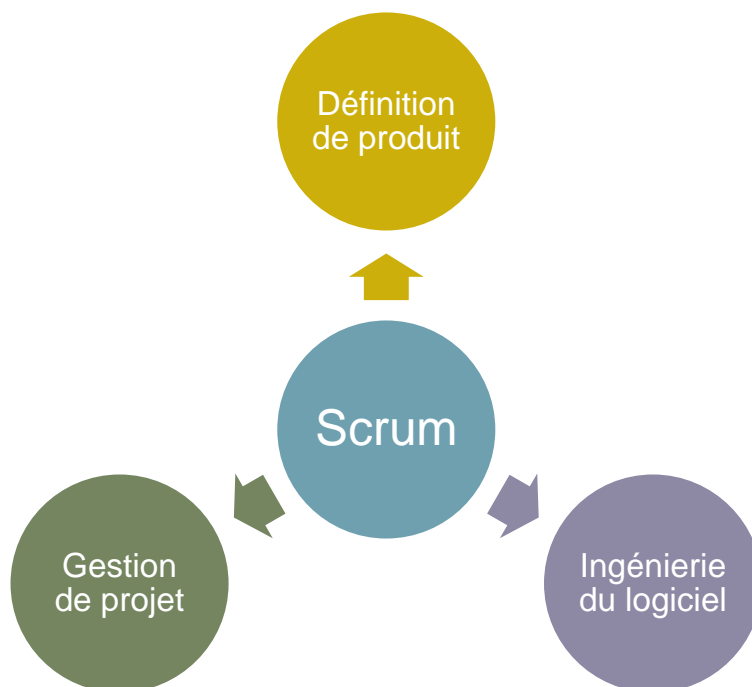 Définition
de produit
Scrum
Gestion
de projet
Ingénierie
du logiciel